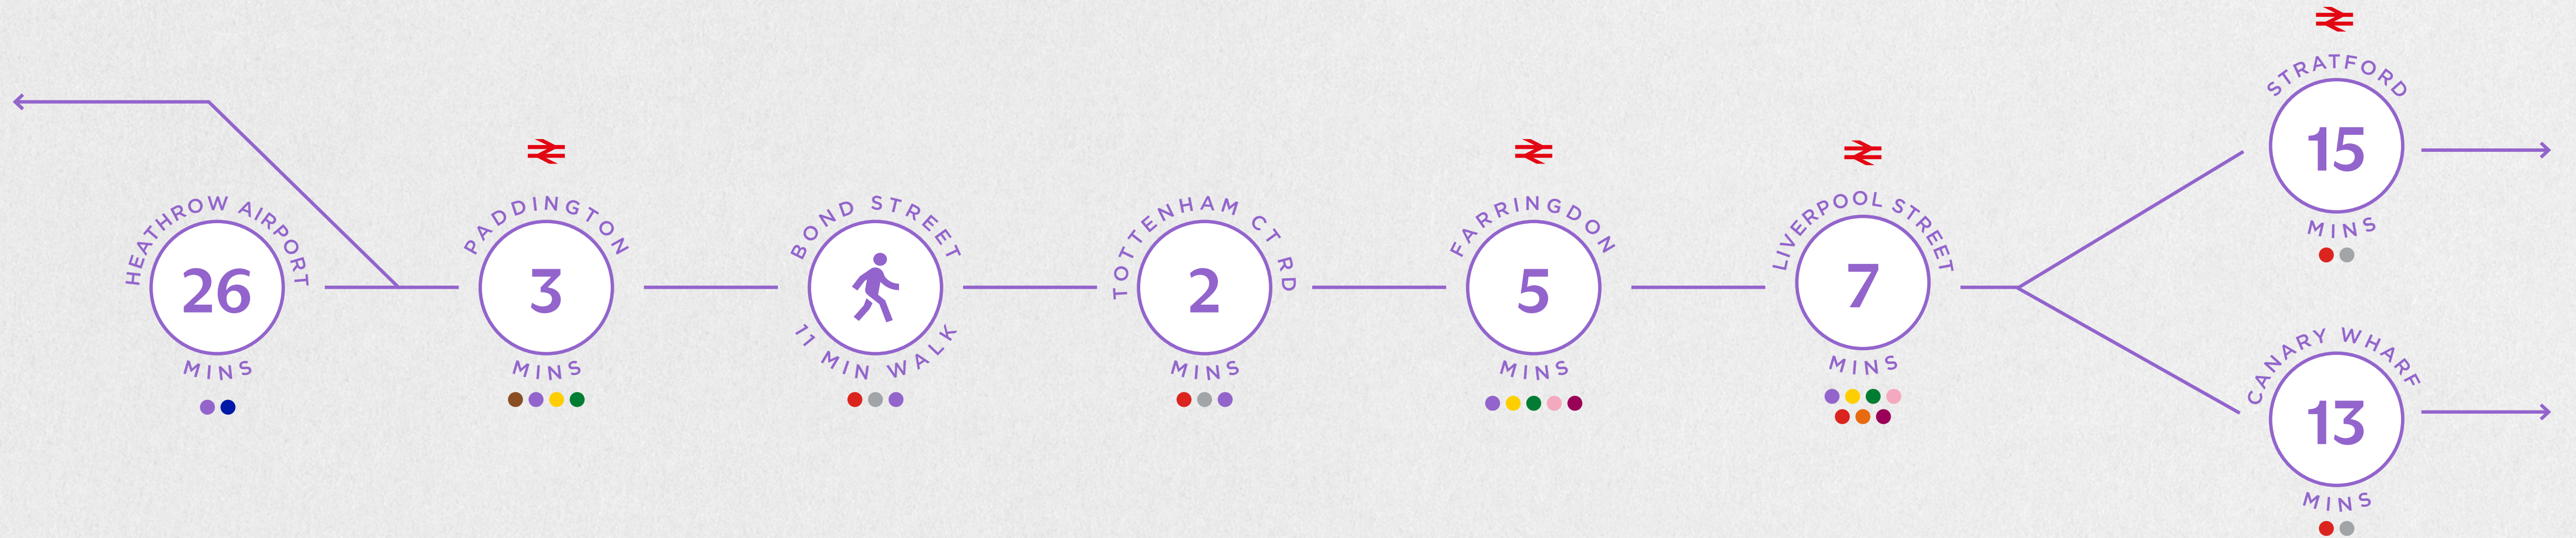 HEATHROW AIRPORT
26
MINS
PADDINGTON
3
MINS
BOND STREET
11 MIN WALK
TOTTENHAM CT RD
2
MINS
FARRINGDON
5
MINS
LIVERPOOL STREET
7
MINS
STRATFORD
15
MINS
CANARY WHARF
13
MINS